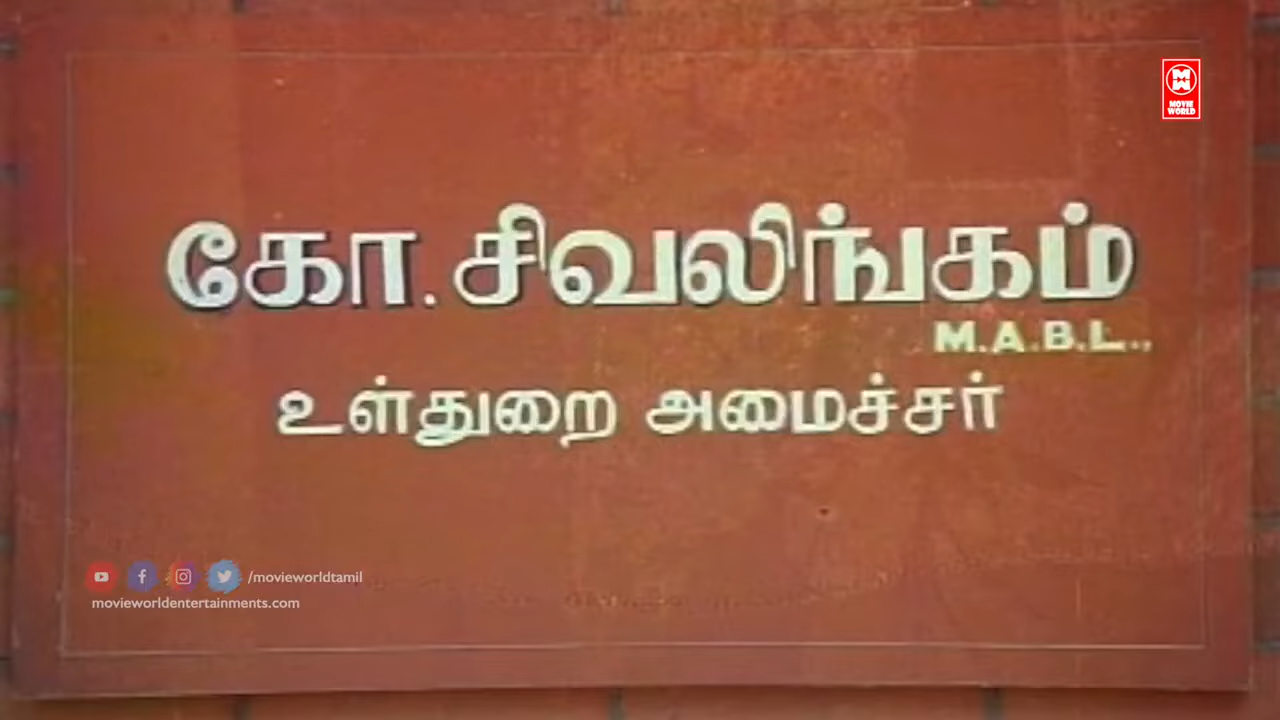 MOVIE
WORLD
கோ. சிவலிங்கம்
M.A.B.L.,
உள்துறை அமைச்சர்
/movieworldtamil
movieworldentertainments.com